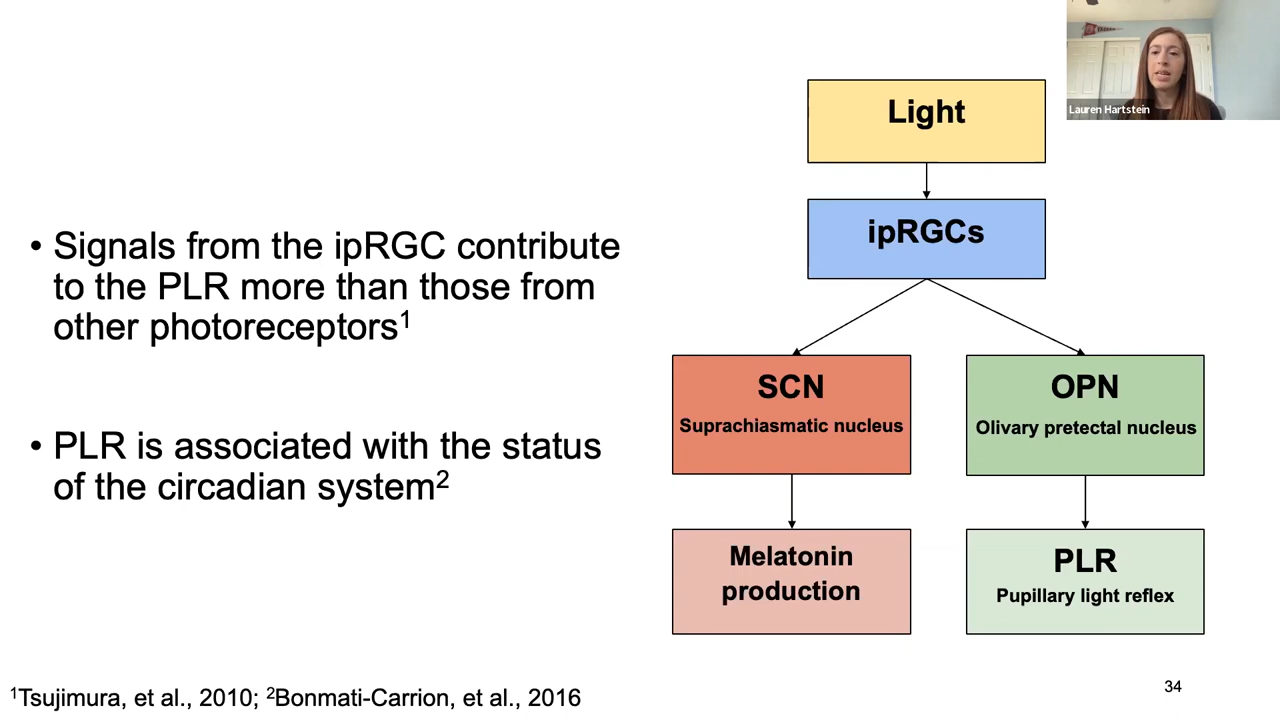 Lauren Hartstein
Light
ipRGCs
• Signals from the ipRGC contribute
to the PLR more than those from
other photoreceptors¹
• PLR is associated with the status
of the circadian system²
SCN
Suprachiasmatic nucleus
OPN
Olivary pretectal nucleus
Melatonin
production
PLR
Pupillary light reflex
¹Tsujimura, et al., 2010; ²Bonmati-Carrion, et al., 2016
34